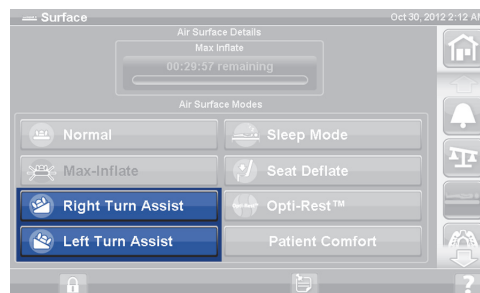 Surface
Oct 30, 2012 2:12 AM
Air Surface Details
Max Inflate
00:29:57 remaining
Air Surface Modes
Normal
Sleep Mode
Max-Inflate
Seat Deflate
Right Turn Assist
Opti-Rest™
Left Turn Assist
Patient Comfort
?